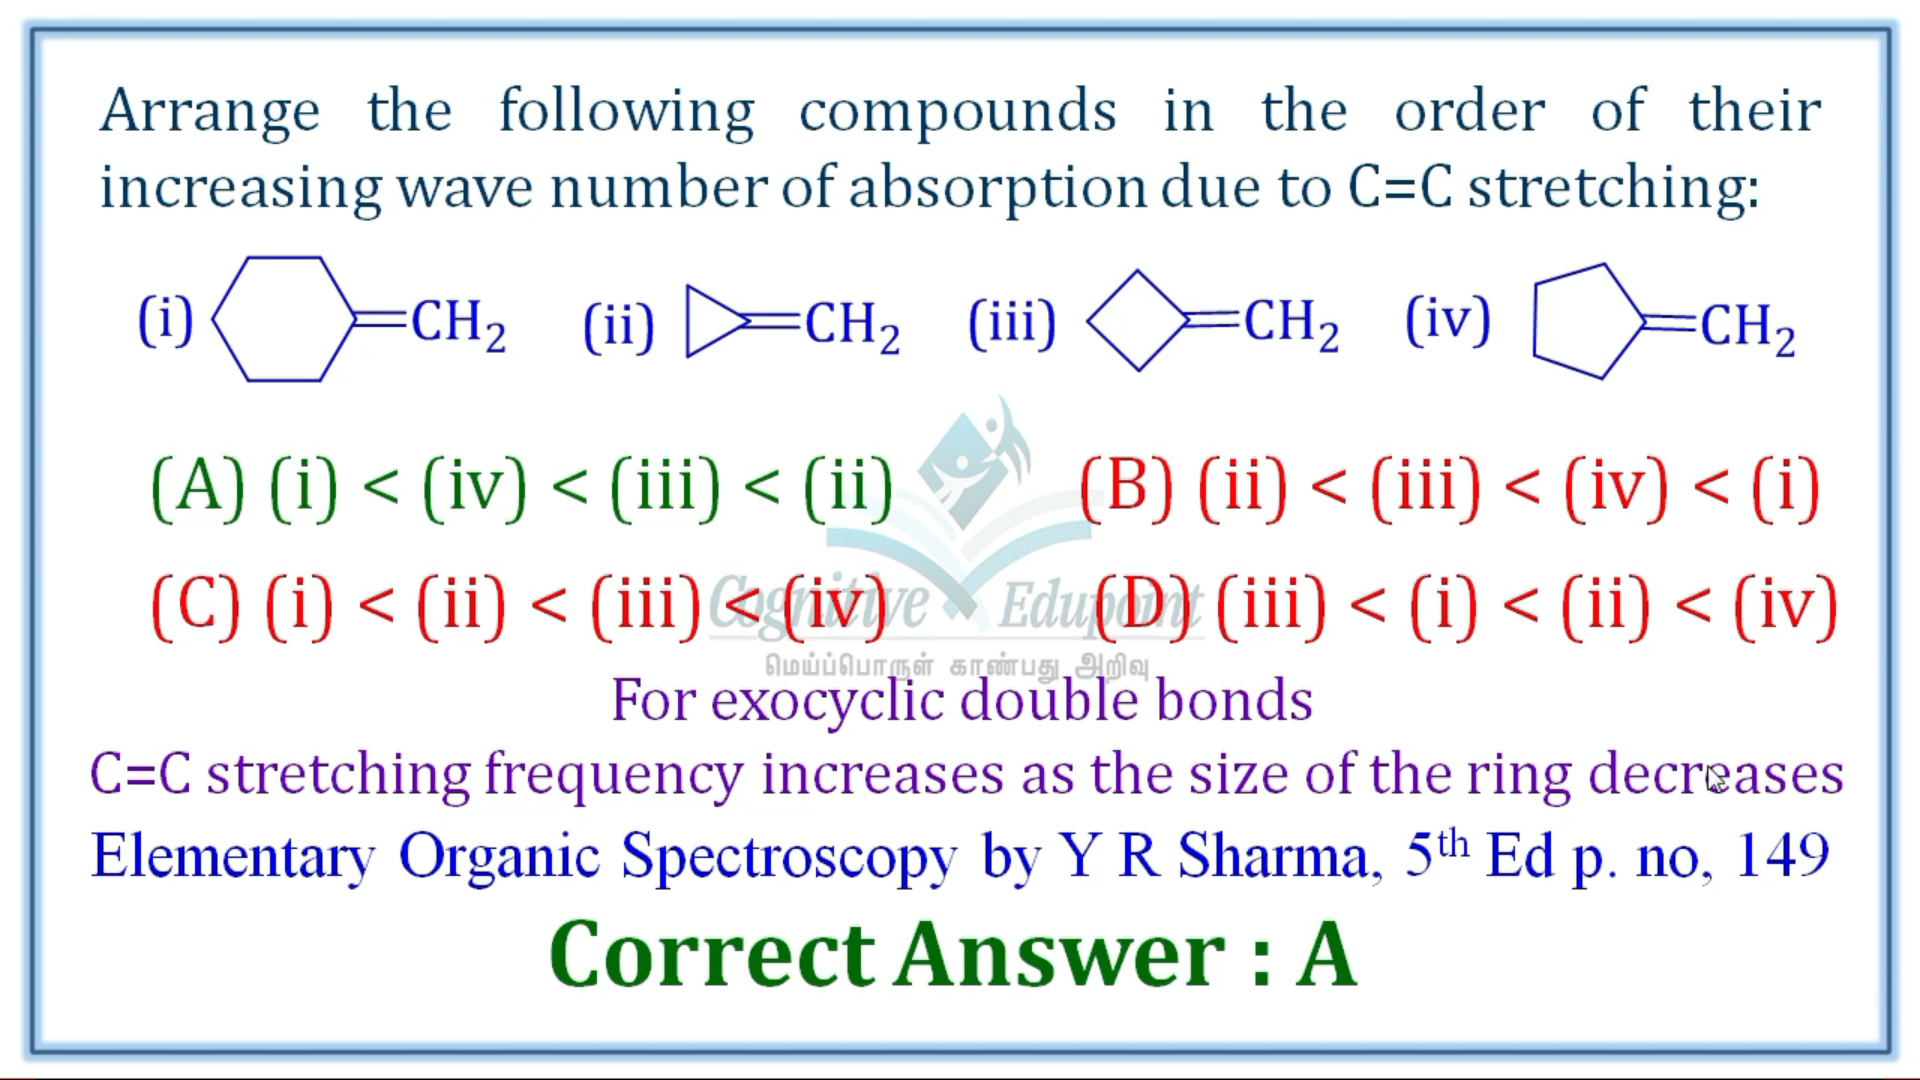 Arrange the following compounds in the order of their
increasing wave number of absorption due to C=C stretching:
(i) =CH₂ (ii) =CH₂ (iii) =CH₂ (iv) =CH₂
(A) (i) < (iv) < (iii) < (ii) (B) (ii) < (iii) < (iv) < (i)
(C) (i) < (ii) < (iii) < (iv) (D) (iii) < (i) < (ii) < (iv)
Cognitive Edupoint
மெய்ப்பொருள் காண்பது அறிவு
For exocyclic double bonds
C=C stretching frequency increases as the size of the ring decreases
Elementary Organic Spectroscopy by Y R Sharma, 5th Ed p. no, 149
Correct Answer : A